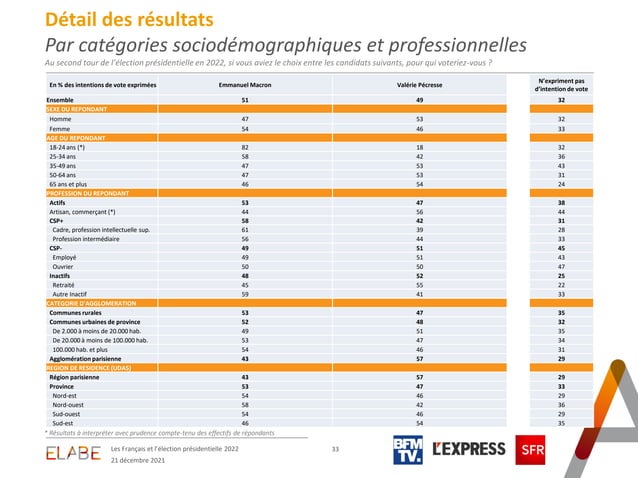 Détail des résultats
Par catégories sociodémographiques et professionnelles
Au second tour de l'élection présidentielle en 2022, si vous aviez le choix entre les candidats suivants, pour qui voteriez-vous ?
En % des intentions de vote exprimées Emmanuel Macron Valérie Pécresse N'expriment pas
d'intention de vote
Ensemble 51 49 32
SEXE DU REPONDANT
Homme 47 53 32
Femme 54 46 33
AGE DU REPONDANT
18-24 ans (*) 82 18 32
25-34 ans 58 42 36
35-49 ans 47 53 43
50-64 ans 47 53 31
65 ans et plus 46 54 24
PROFESSION DU REPONDANT
Actifs 53 47 38
Artisan, commerçant (*) 44 56 44
CSP+ 58 42 31
Cadre, profession intellectuelle sup. 61 39 28
Profession intermédiaire 56 44 33
CSP- 49 51 45
Employé 49 51 43
Ouvrier 50 50 47
Inactifs 48 52 25
Retraité 45 55 22
Autre Inactif 59 41 33
CATEGORIE D'AGGLOMERATION
Communes rurales 53 47 35
Communes urbaines de province 52 48 32
De 2.000 à moins de 20.000 hab. 49 51 35
De 20.000 à moins de 100.000 hab. 53 47 34
100.000 hab. et plus 54 46 31
Agglomération parisienne 43 57 29
REGION DE RESIDENCE (UDA5)
Région parisienne 43 57 29
Province 53 47 33
Nord-est 54 46 29
Nord-ouest 58 42 36
Sud-ouest 54 46 29
Sud-est 46 54 35
* Résultats à interpréter avec prudence compte-tenu des effectifs de répondants
ELABE
Les Français et l'élection présidentielle 2022
21 décembre 2021
33
BFM
TV.
L'EXPRESS
SFR